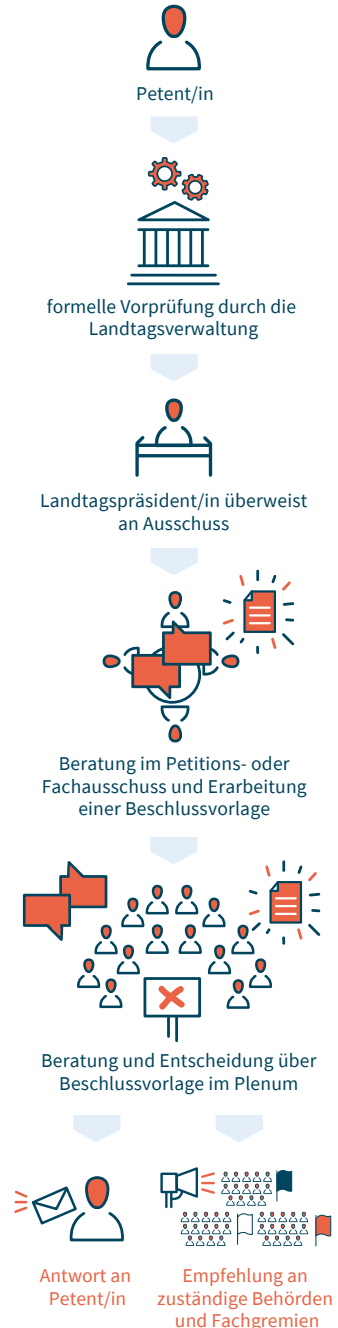 Petent/in
formelle Vorprüfung durch die
Landtagsverwaltung
Landtagspräsident/in überweist
an Ausschuss
Beratung im Petitions- oder
Fachausschuss und Erarbeitung
einer Beschlussvorlage
Beratung und Entscheidung über
Beschlussvorlage im Plenum
Antwort an
Petent/in
Empfehlung an
zuständige Behörden
und Fachgremien